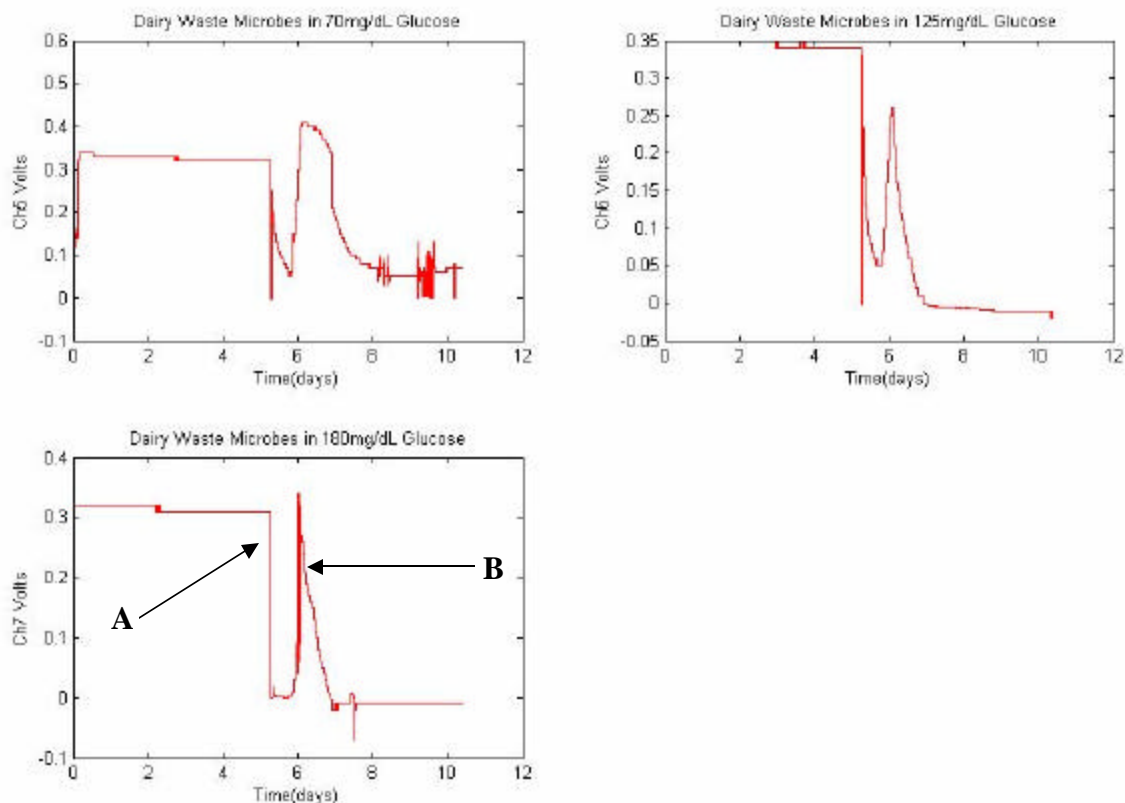 Dairy Waste Microbes in 70mg/dL Glucose
0.6
0.5
0.4
0.3
0.2
0.1
0
-0.1
Ch5 Volts
0 2 4 6 8 10 12
Time(days)
Dairy Waste Microbes in 125mg/dL Glucose
0.35
0.3
0.25
0.2
0.15
0.1
0.05
0
-0.05
Ch6 Volts
0 2 4 6 8 10 12
Time(days)
Dairy Waste Microbes in 180mg/dL Glucose
0.4
0.3
0.2
0.1
0
-0.1
Ch7 Volts
A
B
0 2 4 6 8 10 12
Time(days)